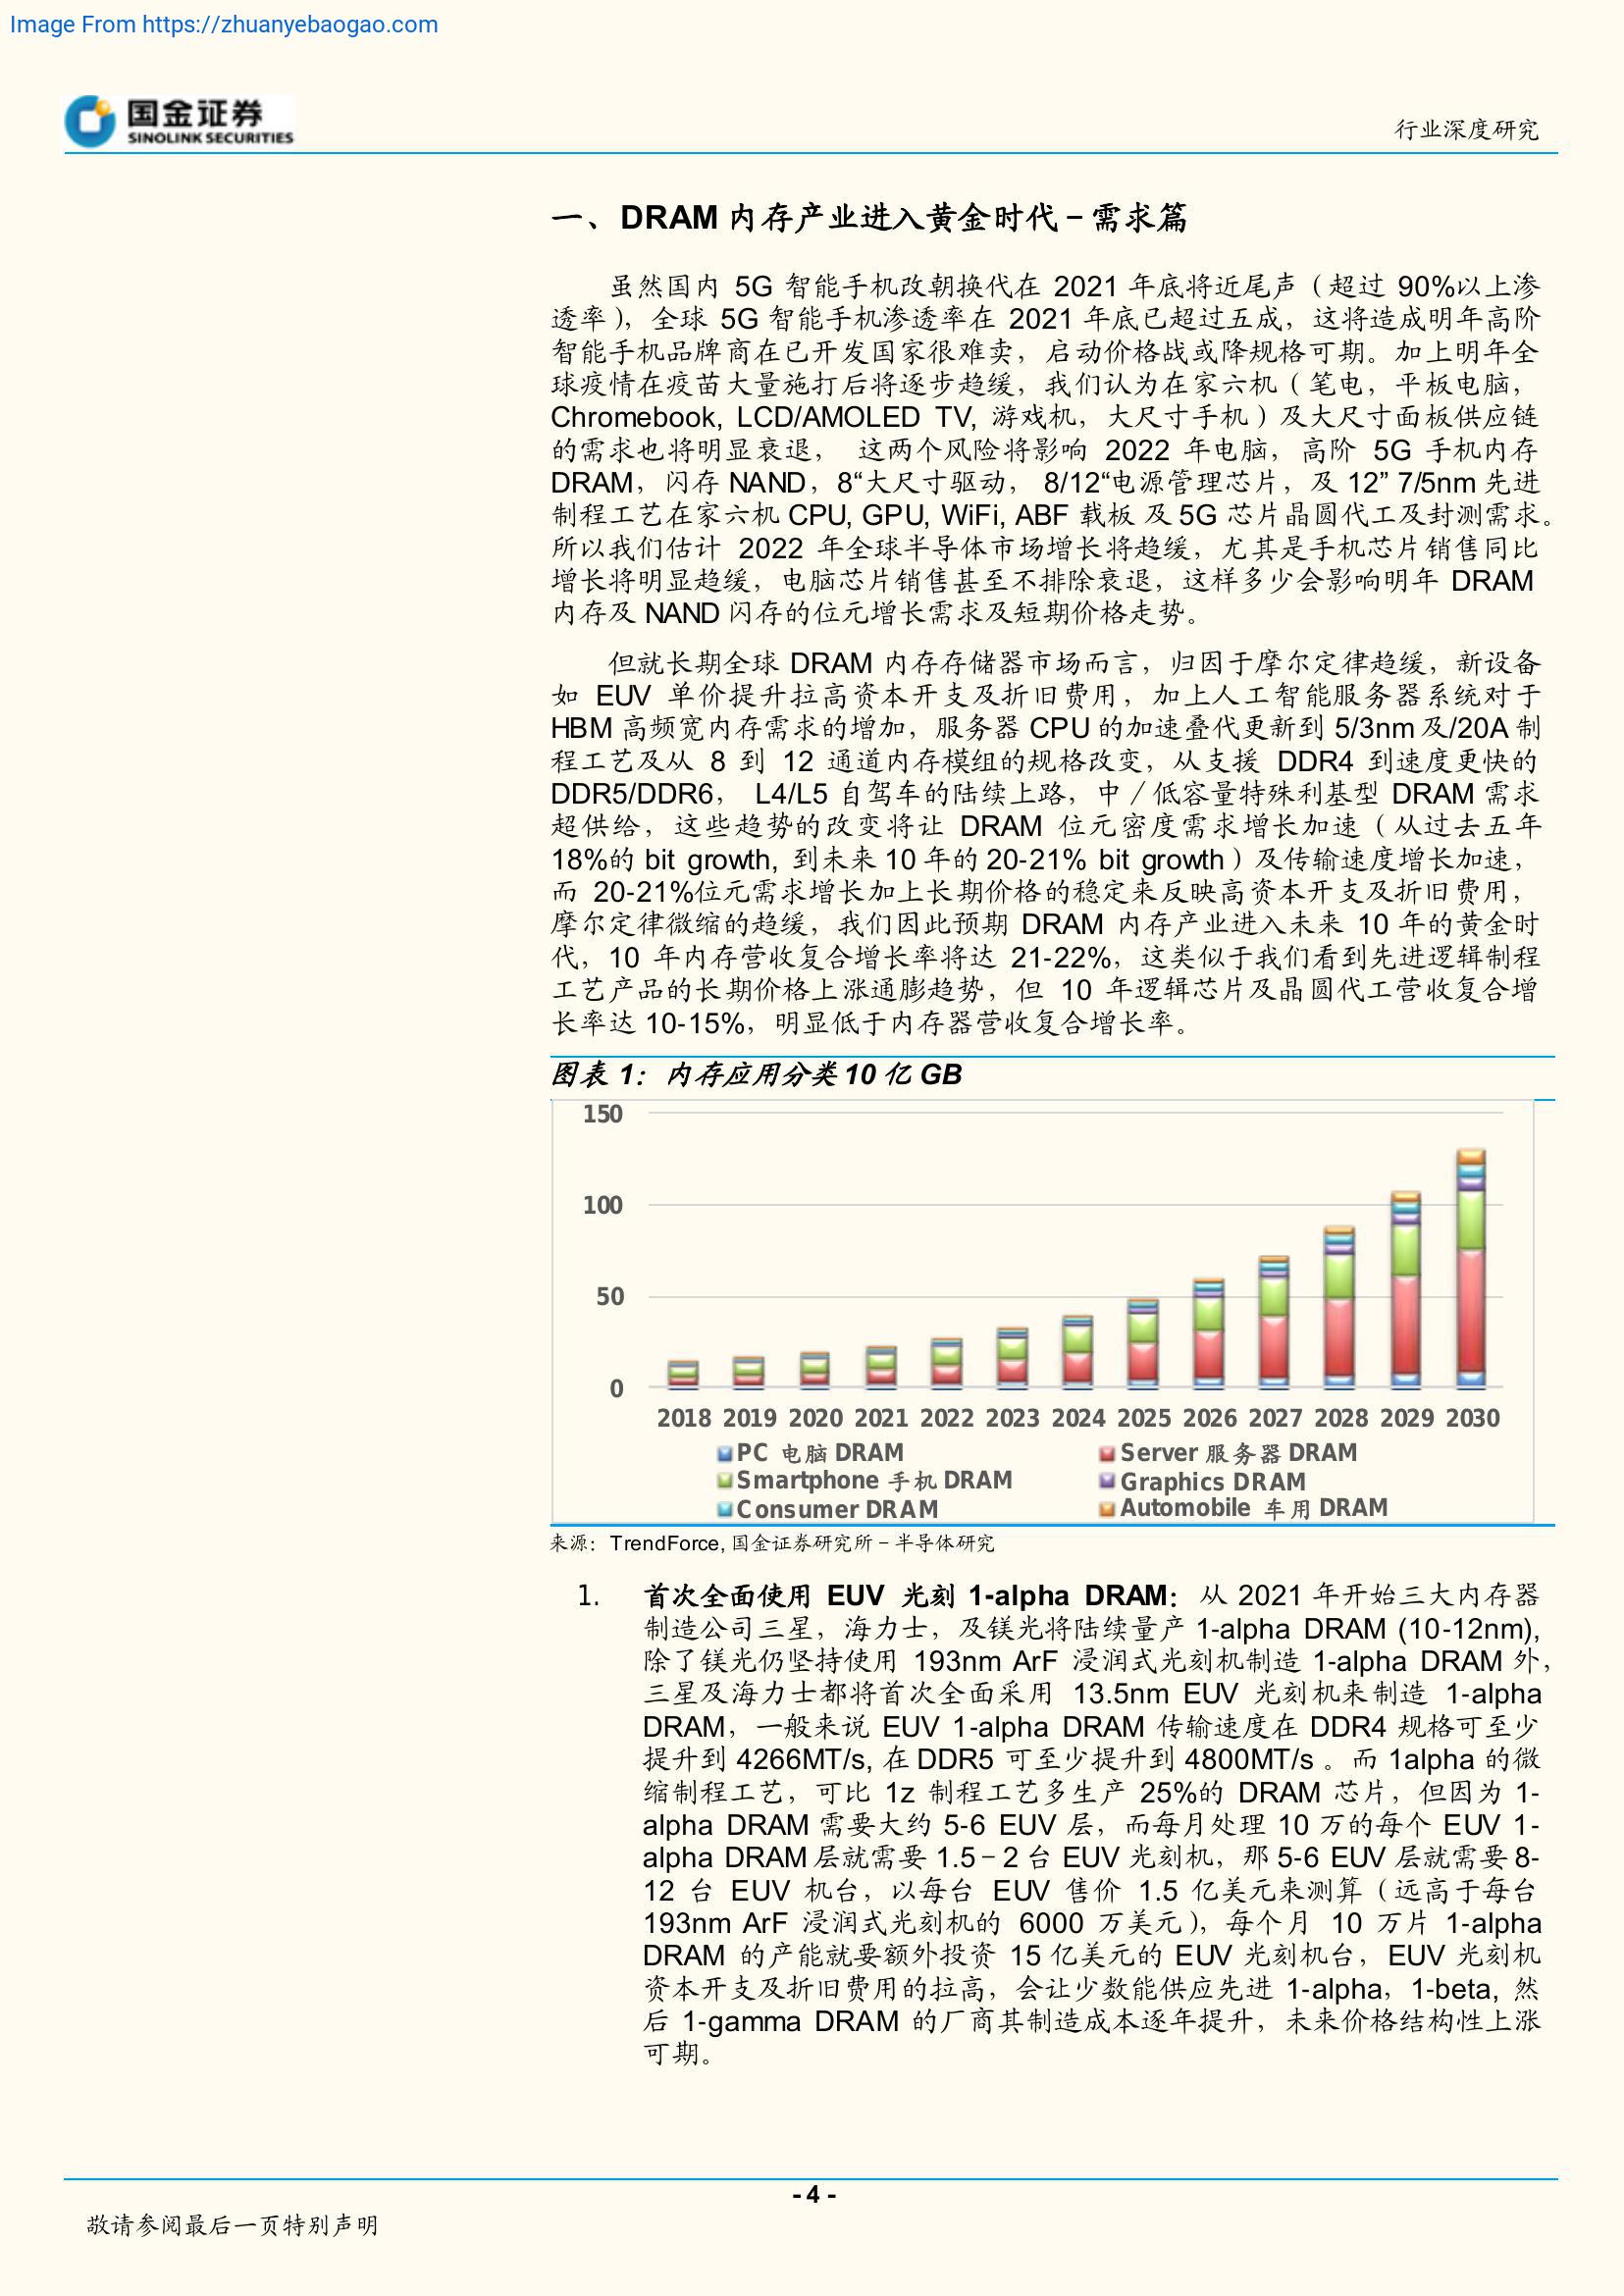 Image From https://zhuanyebaogao.com
国金证券
SINOLINK SECURITIES
行业深度研究
一、DRAM 内存产业进入黄金时代－需求篇
虽然国内 5G 智能手机改朝换代在 2021 年底将近尾声（超过 90%以上渗
透率），全球 5G 智能手机渗透率在 2021 年底已超过五成，这将造成明年高阶
智能手机品牌商在已开发国家很难卖，启动价格战或降规格可期。加上明年全
球疫情在疫苗大量施打后将逐步趋缓，我们认为在家六机（笔电，平板电脑，
Chromebook, LCD/AMOLED TV, 游戏机，大尺寸手机）及大尺寸面板供应链
的需求也将明显衰退， 这两个风险将影响 2022 年电脑，高阶 5G 手机内存
DRAM，闪存 NAND，8“大尺寸驱动， 8/12“电源管理芯片，及 12” 7/5nm 先进
制程工艺在家六机 CPU, GPU, WiFi, ABF 载板 及 5G 芯片晶圆代工及封测需求。
所以我们估计 2022 年全球半导体市场增长将趋缓，尤其是手机芯片销售同比
增长将明显趋缓，电脑芯片销售甚至不排除衰退，这样多少会影响明年 DRAM
内存及 NAND 闪存的位元增长需求及短期价格走势。
但就长期全球 DRAM 内存存储器市场而言，归因于摩尔定律趋缓，新设备
如 EUV 单价提升拉高资本开支及折旧费用，加上人工智能服务器系统对于
HBM 高频宽内存需求的增加，服务器 CPU 的加速叠代更新到 5/3nm 及/20A 制
程工艺及从 8 到 12 通道内存模组的规格改变，从支援 DDR4 到速度更快的
DDR5/DDR6， L4/L5 自驾车的陆续上路，中／低容量特殊利基型 DRAM 需求
超供给，这些趋势的改变将让 DRAM 位元密度需求增长加速（从过去五年
18%的 bit growth, 到未来 10 年的 20-21% bit growth）及传输速度增长加速，
而 20-21%位元需求增长加上长期价格的稳定来反映高资本开支及折旧费用，
摩尔定律微缩的趋缓，我们因此预期 DRAM 内存产业进入未来 10 年的黄金时
代，10 年内存营收复合增长率将达 21-22%，这类似于我们看到先进逻辑制程
工艺产品的长期价格上涨通膨趋势，但 10 年逻辑芯片及晶圆代工营收复合增
长率达 10-15%，明显低于内存器营收复合增长率。
图表 1：内存应用分类 10 亿 GB
150
100
50
0
2018 2019 2020 2021 2022 2023 2024 2025 2026 2027 2028 2029 2030
PC 电脑 DRAM Server 服务器 DRAM
Smartphone 手机 DRAM Graphics DRAM
Consumer DRAM Automobile 车用 DRAM
来源：TrendForce, 国金证券研究所－半导体研究
1. 首次全面使用 EUV 光刻 1-alpha DRAM：从 2021 年开始三大内存器
制造公司三星，海力士，及镁光将陆续量产 1-alpha DRAM (10-12nm),
除了镁光仍坚持使用 193nm ArF 浸润式光刻机制造 1-alpha DRAM 外，
三星及海力士都将首次全面采用 13.5nm EUV 光刻机来制造 1-alpha
DRAM，一般来说 EUV 1-alpha DRAM 传输速度在 DDR4 规格可至少
提升到 4266MT/s, 在 DDR5 可至少提升到 4800MT/s 。而 1alpha 的微
缩制程工艺，可比 1z 制程工艺多生产 25%的 DRAM 芯片，但因为 1-
alpha DRAM 需要大约 5-6 EUV 层，而每月处理 10 万的每个 EUV 1-
alpha DRAM 层就需要 1.5－2 台 EUV 光刻机，那 5-6 EUV 层就需要 8-
12 台 EUV 机台，以每台 EUV 售价 1.5 亿美元来测算（远高于每台
193nm ArF 浸润式光刻机的 6000 万美元），每个月 10 万片 1-alpha
DRAM 的产能就要额外投资 15 亿美元的 EUV 光刻机台，EUV 光刻机
资本开支及折旧费用的拉高，会让少数能供应先进 1-alpha，1-beta, 然
后 1-gamma DRAM 的厂商其制造成本逐年提升，未来价格结构性上涨
可期。
- 4 -
敬请参阅最后一页特别声明